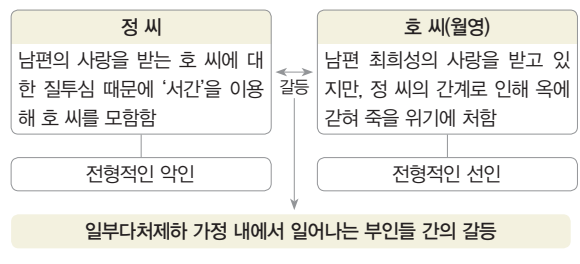 정 씨
남편의 사랑을 받는 호 씨에 대
한 질투심 때문에 ‘서간’을 이용
해 호 씨를 모함함
갈등
호 씨(월영)
남편 최희성의 사랑을 받고 있
지만, 정 씨의 간계로 인해 옥에
갇혀 죽을 위기에 처함
전형적인 악인
전형적인 선인
일부다처제하 가정 내에서 일어나는 부인들 간의 갈등